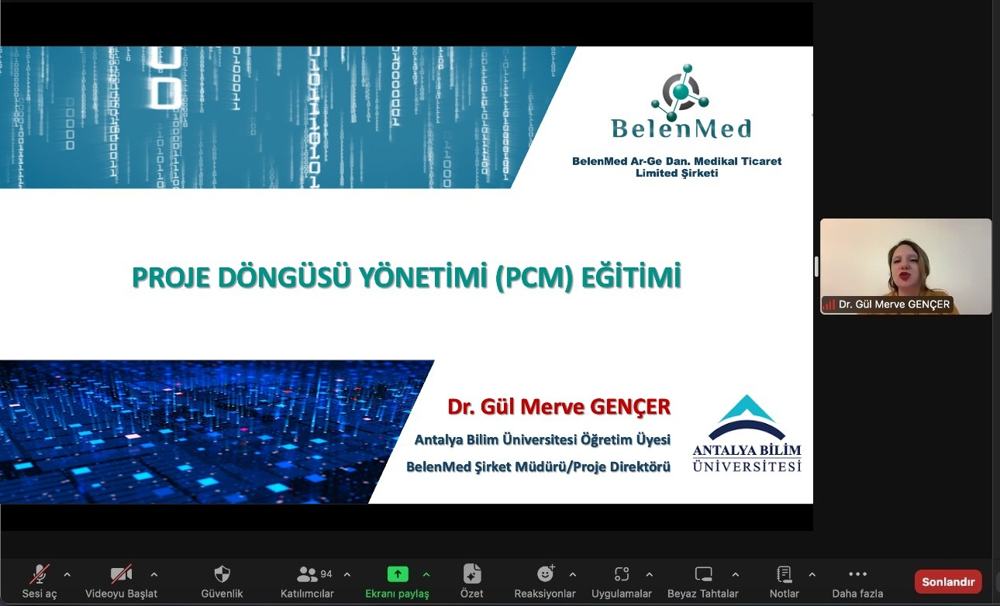 BelenMed
BelenMed Ar-Ge Dan. Medikal Ticaret
Limited Şirketi
PROJE DÖNGÜSÜ YÖNETİMİ (PCM) EĞİTİMİ
Dr. Gül Merve GENÇER
Dr. Gül Merve GENÇER
Antalya Bilim Üniversitesi Öğretim Üyesi
BelenMed Şirket Müdürü/Proje Direktörü
ANTALYA BİLİM
ÜNİVERSİTESİ
94
Sesi aç
Videoyu Başlat
Güvenlik
Katılımcılar
Ekranı paylaş
Özet
Reaksiyonlar
Uygulamalar
Beyaz Tahtalar
Notlar
Daha fazla
Sonlandır